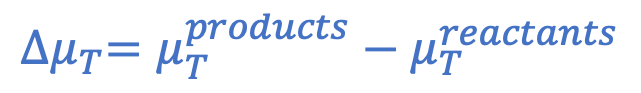 Δμ_T = μ_T^products − μ_T^reactants